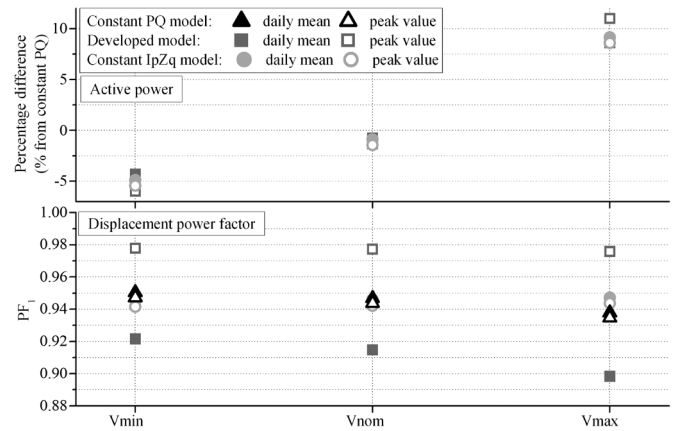 Constant PQ model: daily mean peak value
Developed model: daily mean peak value
Constant IpZq model: daily mean peak value
Active power
Percentage difference
(% from constant PQ)
10
5
0
-5
Displacement power factor
PF1
1.00
0.98
0.96
0.94
0.92
0.90
0.88
Vmin Vnom Vmax